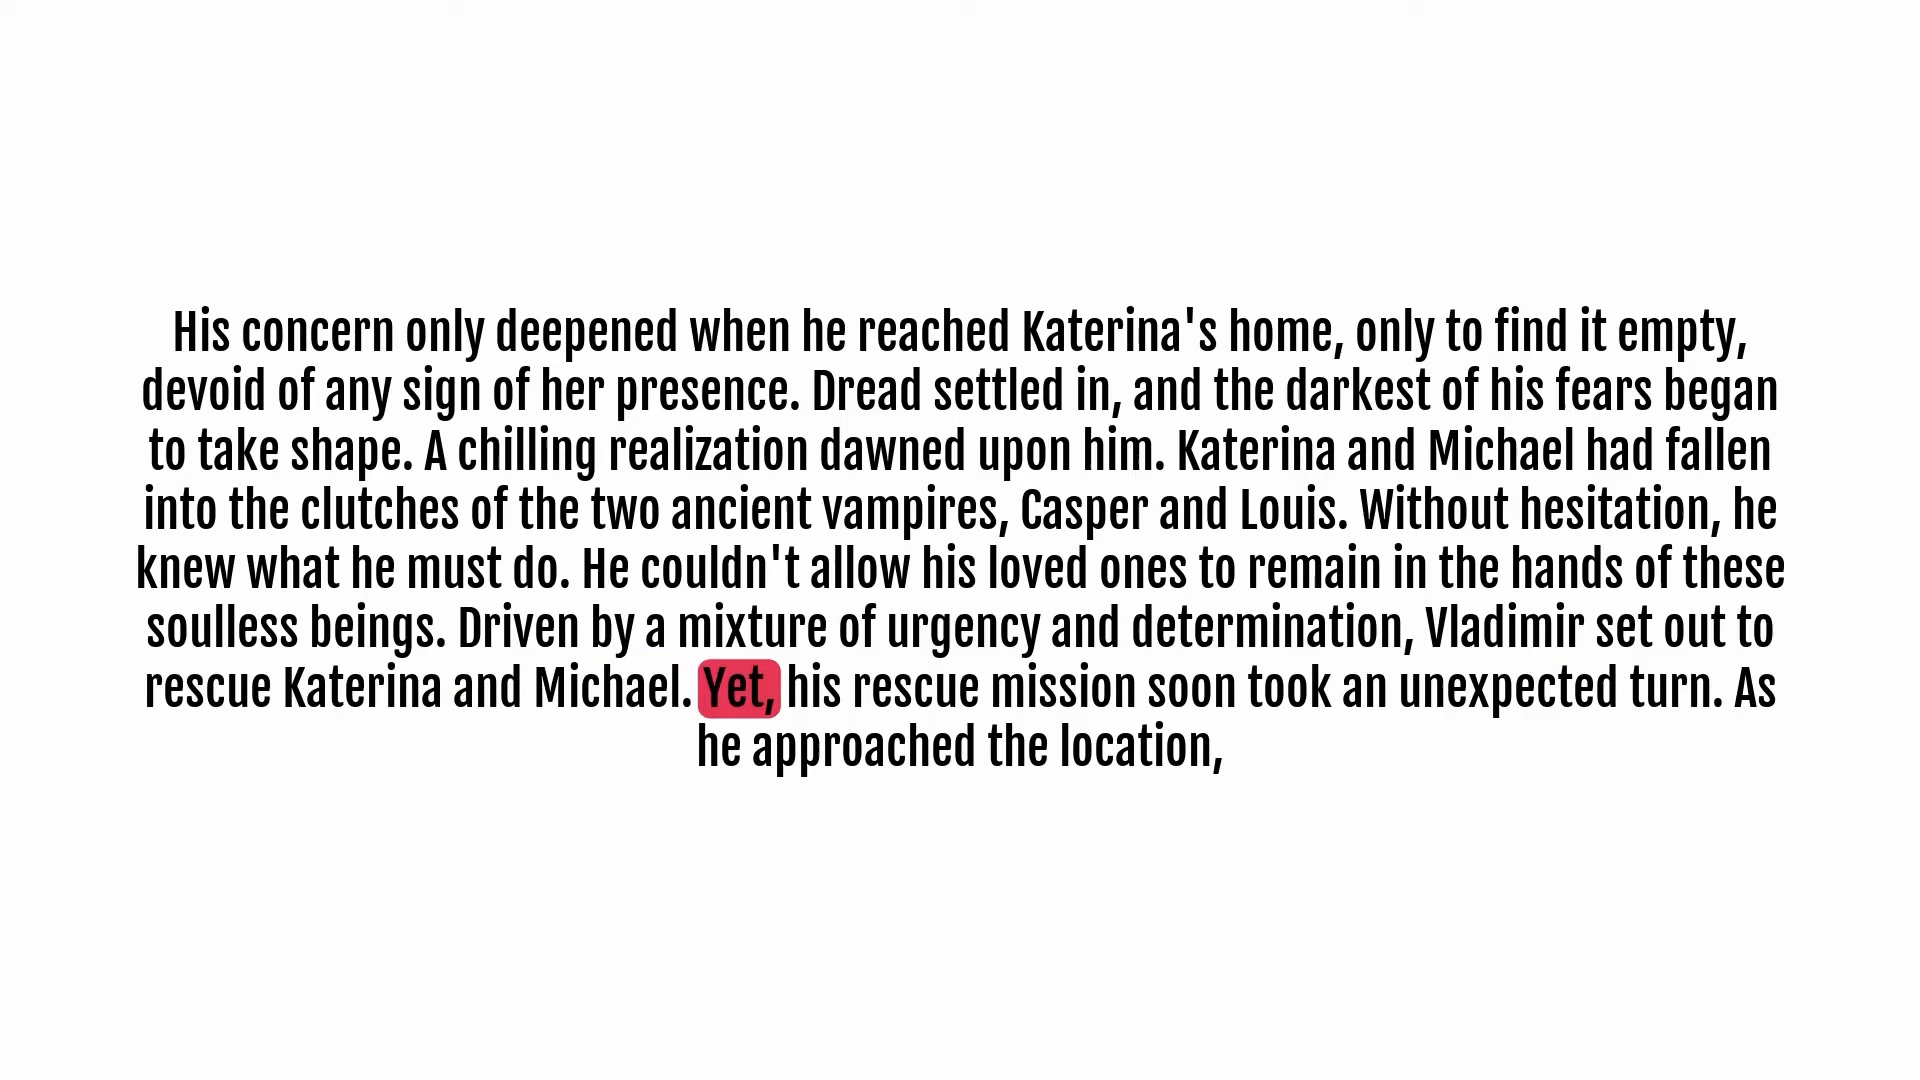 His concern only deepened when he reached Katerina's home, only to find it empty,
devoid of any sign of her presence. Dread settled in, and the darkest of his fears began
to take shape. A chilling realization dawned upon him. Katerina and Michael had fallen
into the clutches of the two ancient vampires, Casper and Louis. Without hesitation, he
knew what he must do. He couldn't allow his loved ones to remain in the hands of these
soulless beings. Driven by a mixture of urgency and determination, Vladimir set out to
rescue Katerina and Michael. Yet, his rescue mission soon took an unexpected turn. As
he approached the location,